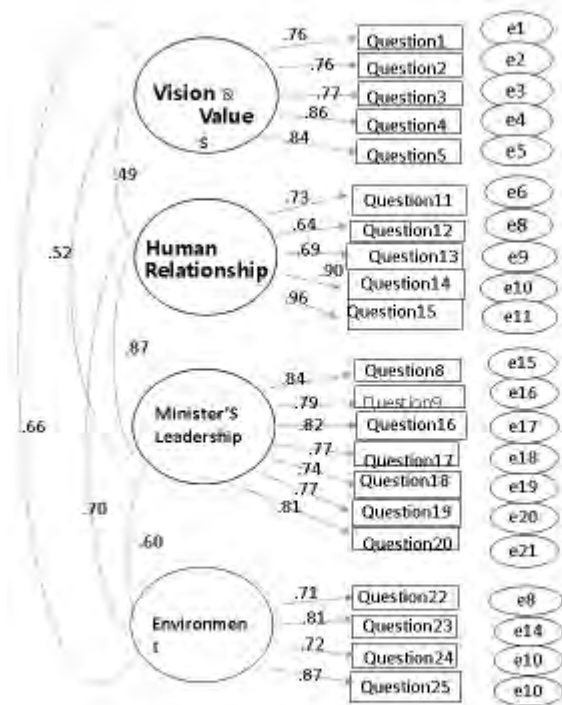 .76 Question1 e1
.76 Question2 e2
.77 Question3 e3
.86 Question4 e4
.84 Question5 e5
Vision & Value
s
.49
.73 Question11 e6
.64 Question12 e8
.69 Question13 e9
.90 Question14 e10
.96 Question15 e11
Human
Relationship
.52
.87
.84 Question8 e15
.79 Question9 e16
.82 Question16 e17
.77 Question17 e18
.74 Question18 e19
.77 Question19 e20
.81 Question20 e21
Minister'S
Leadership
.66
.70
.60
.71 Question22 e8
.81 Question23 e14
.72 Question24 e10
.87 Question25 e10
Environmen
t